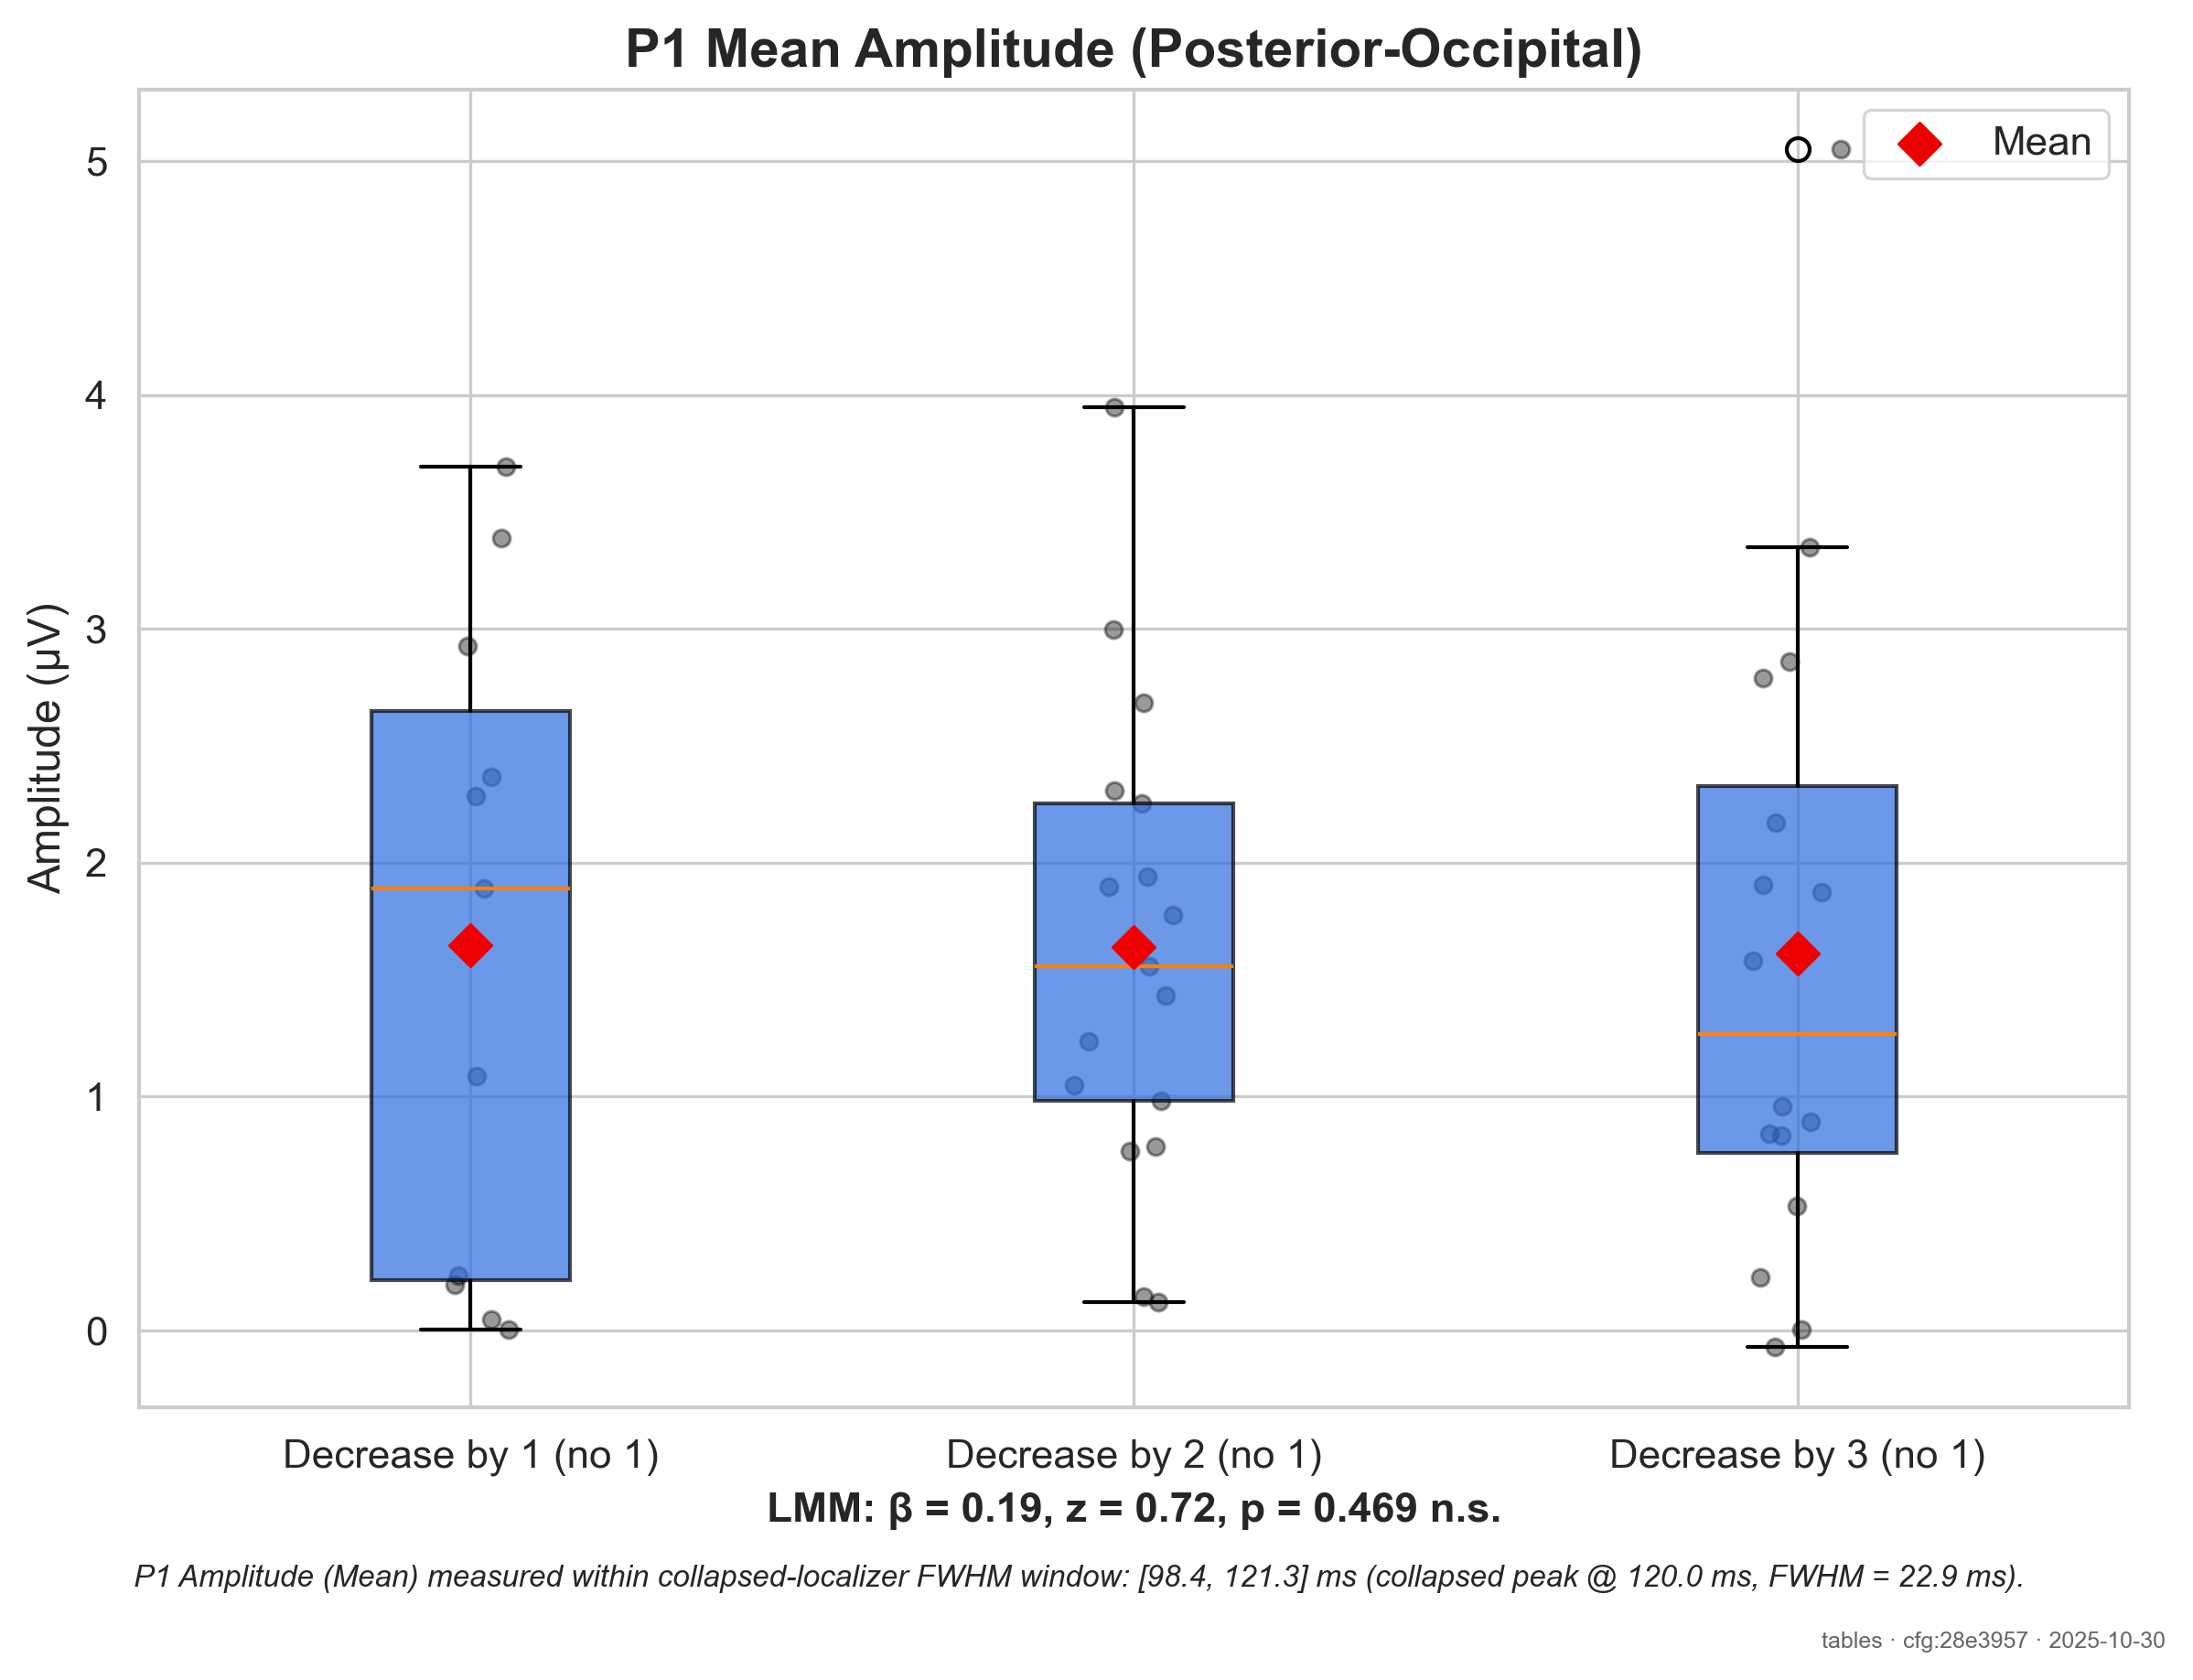 P1 Mean Amplitude (Posterior-Occipital)
Mean
Amplitude (µV)
5
4
3
2
1
0
Decrease by 1 (no 1)
Decrease by 2 (no 1)
Decrease by 3 (no 1)
LMM: β = 0.19, z = 0.72, p = 0.469 n.s.
P1 Amplitude (Mean) measured within collapsed-localizer FWHM window: [98.4, 121.3] ms (collapsed peak @ 120.0 ms, FWHM = 22.9 ms).
tables · cfg:28e3957 · 2025-10-30